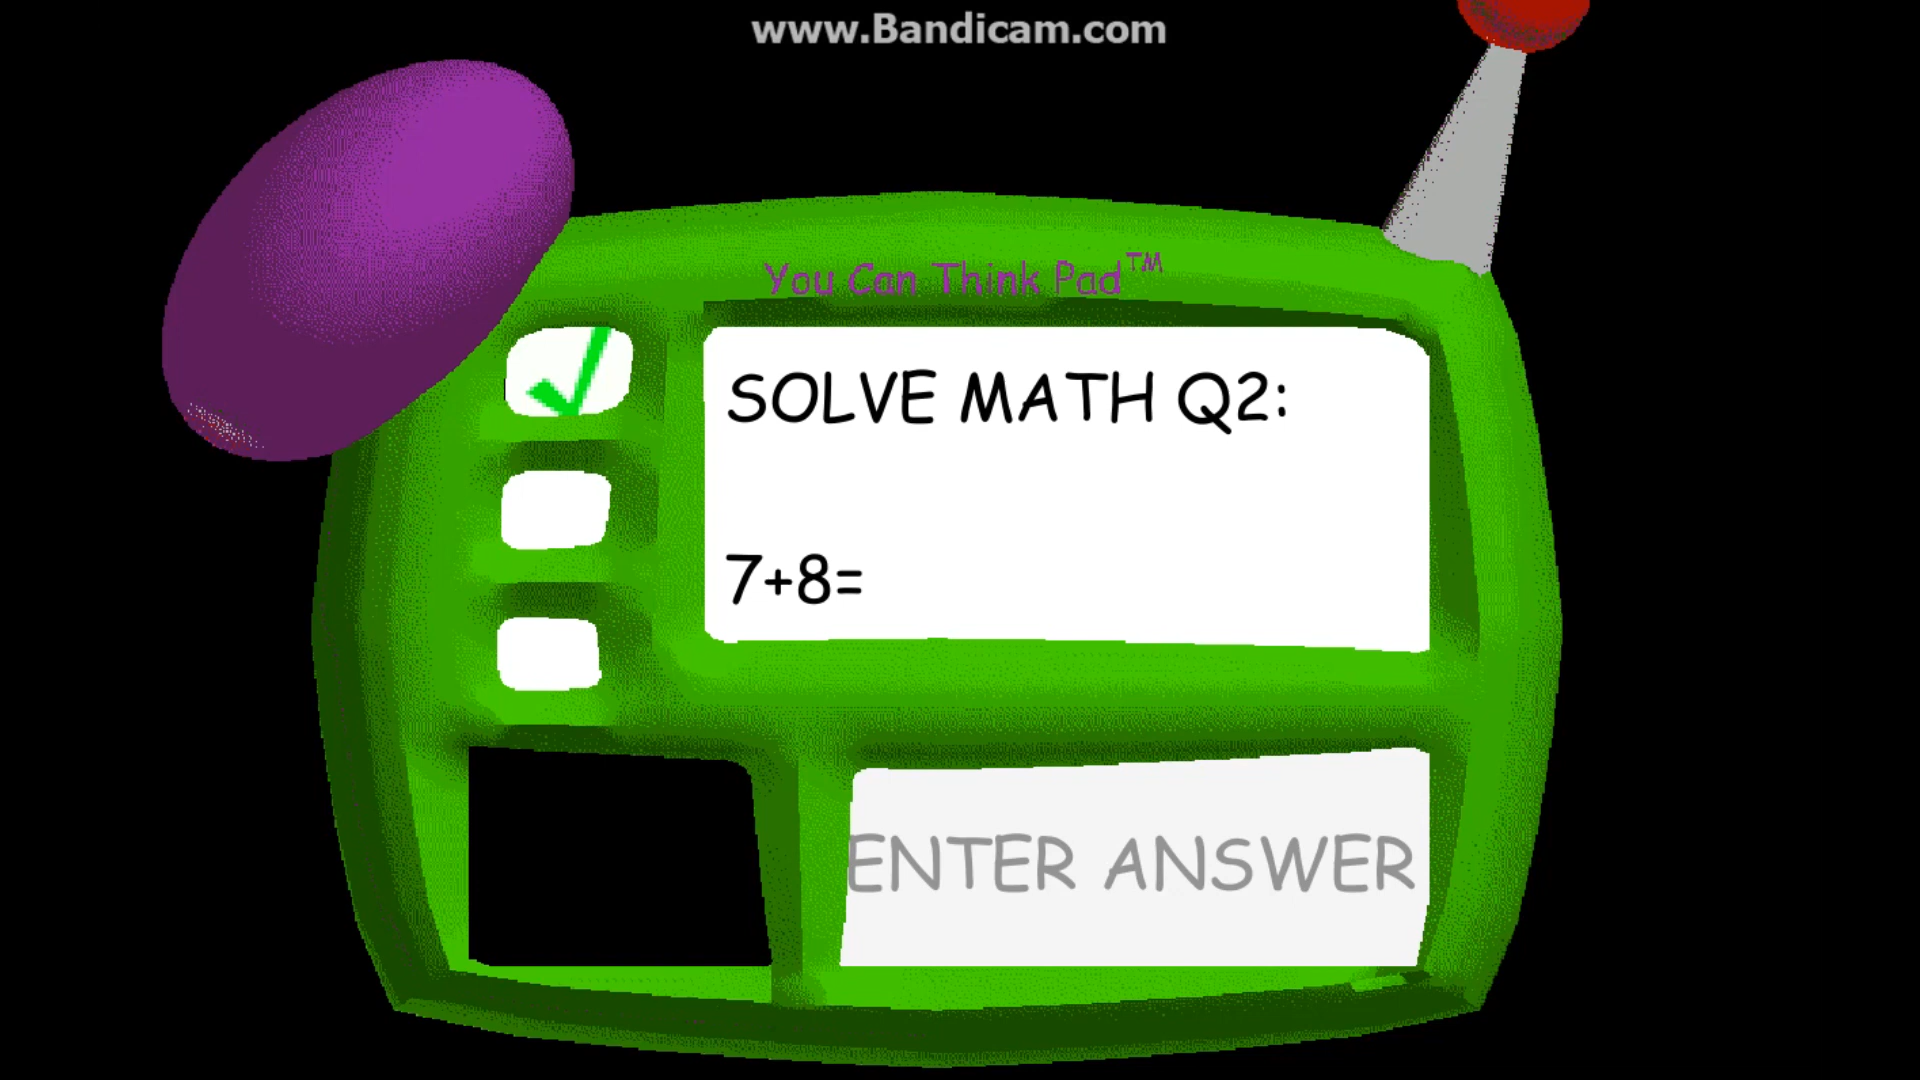 www.Bandicam.com
You Can Think Pad™
SOLVE MATH Q2:
7+8=
ENTER ANSWER